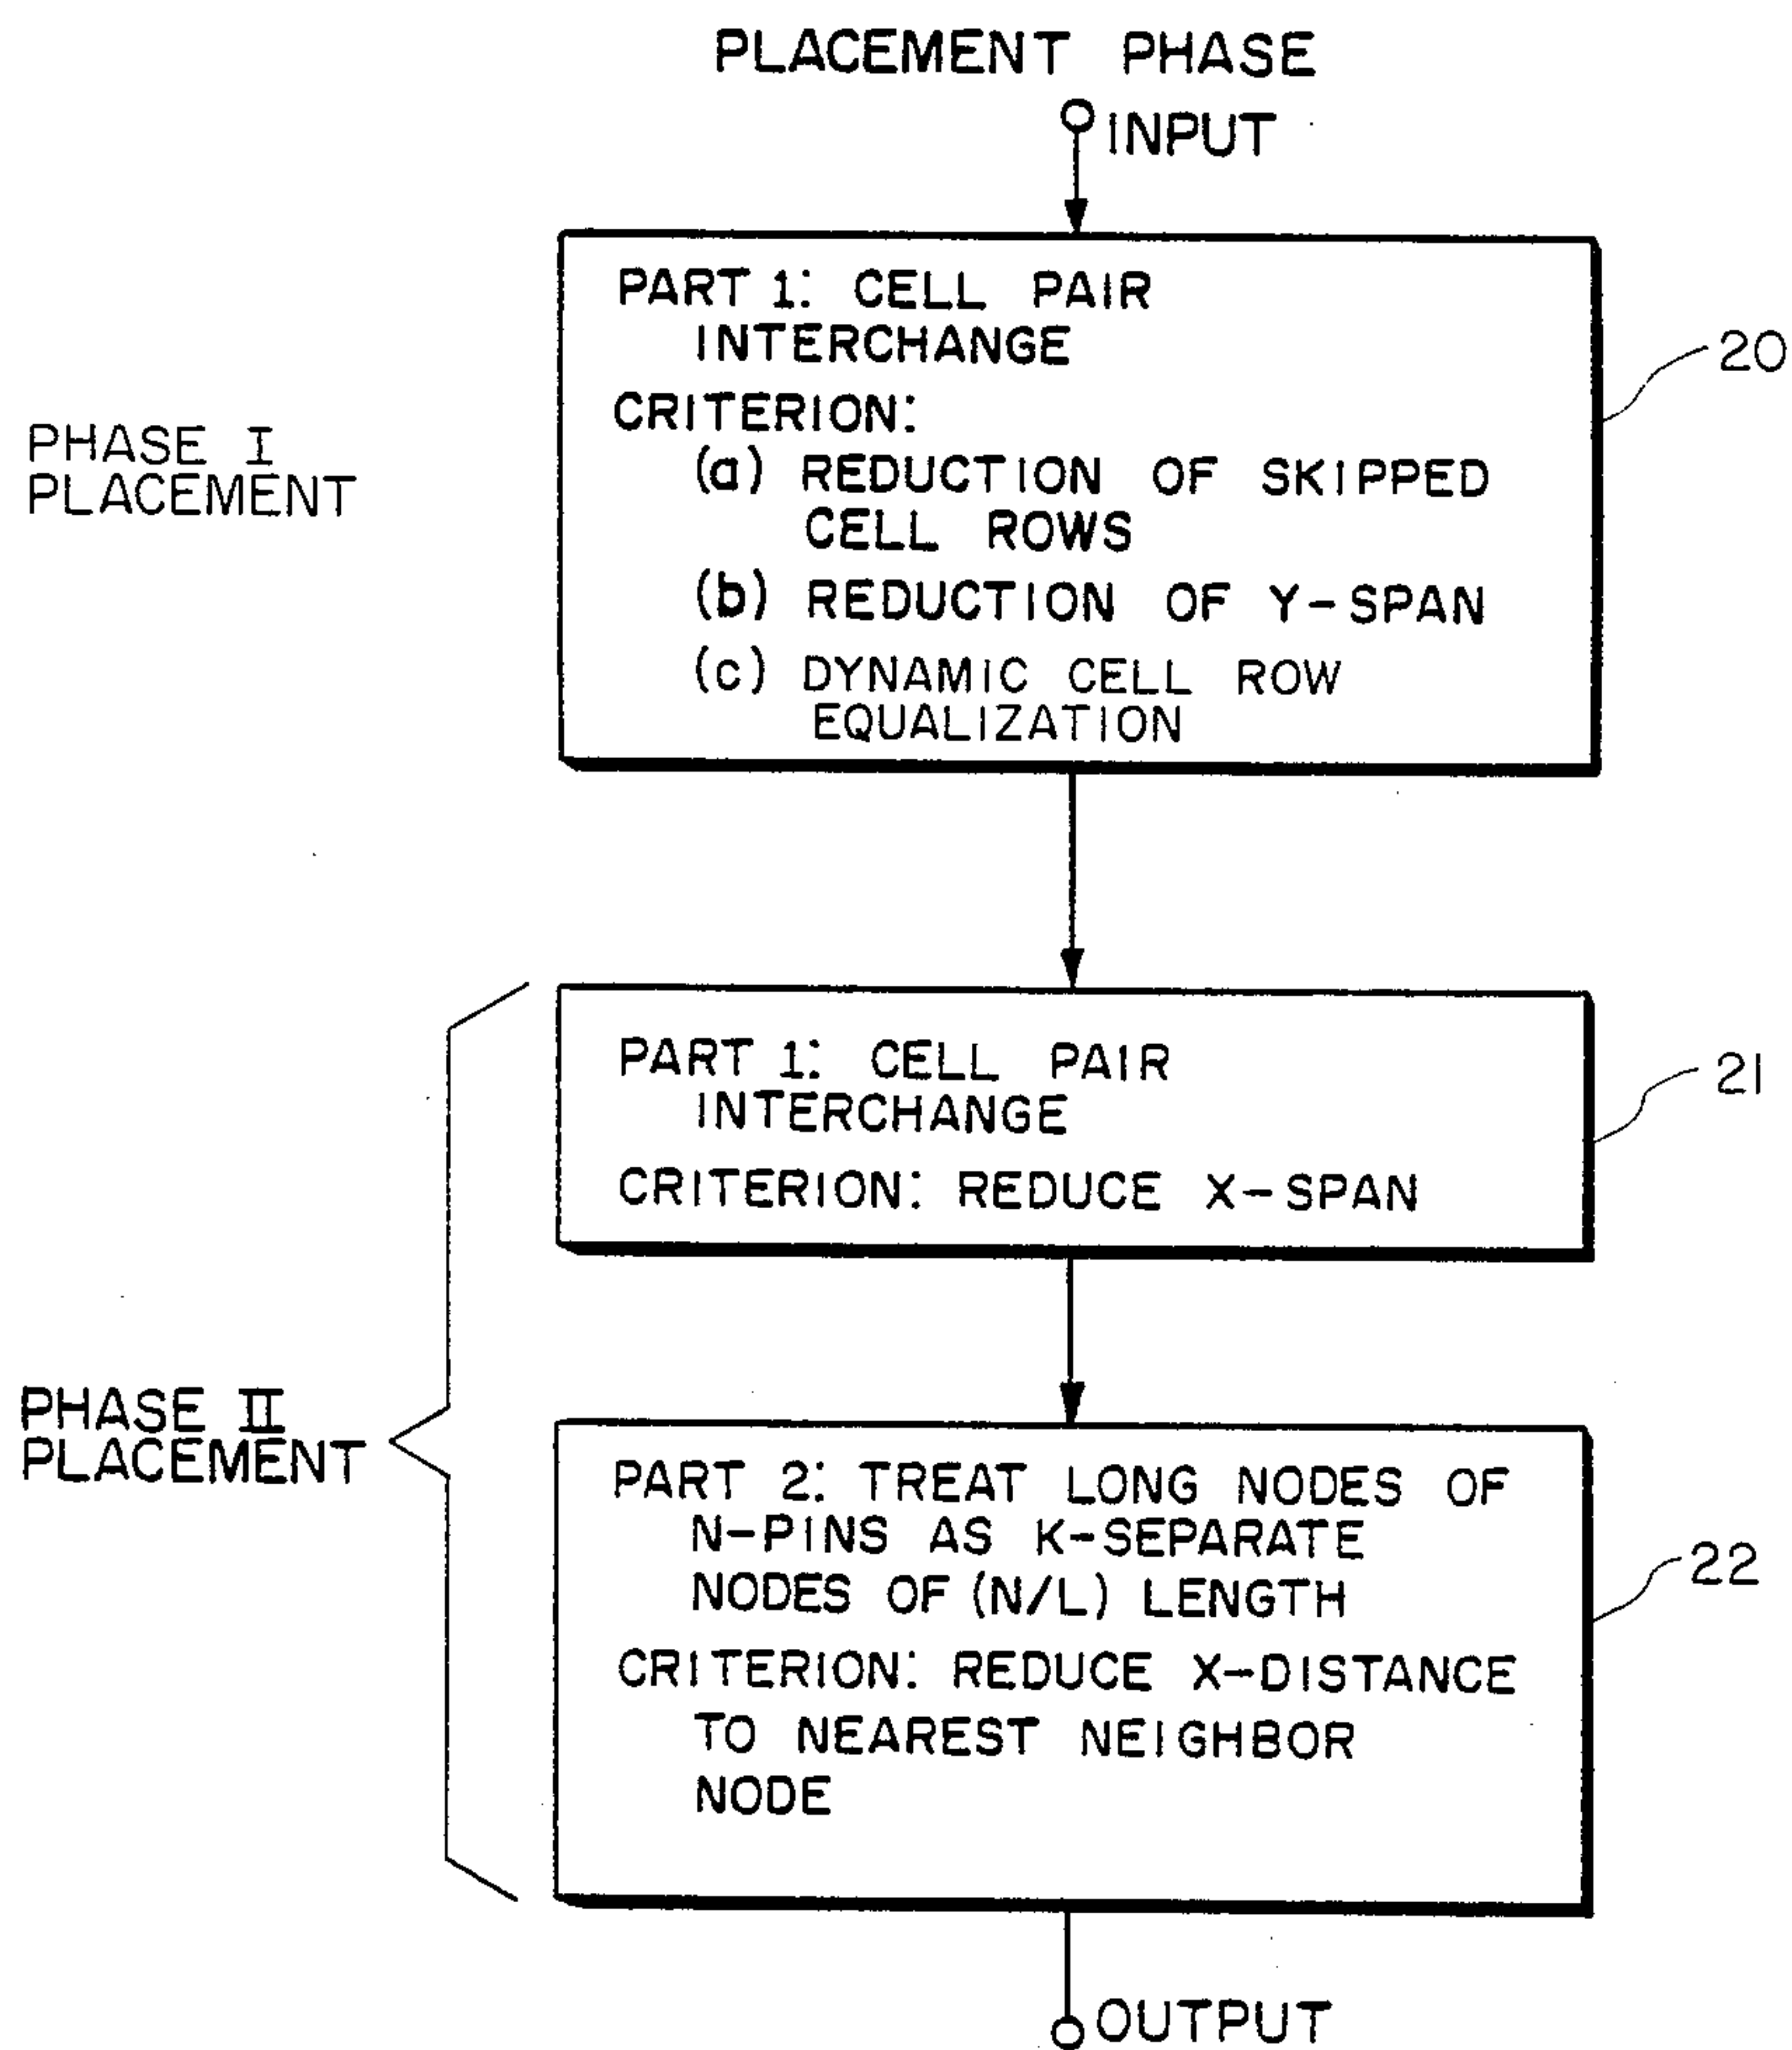 PLACEMENT PHASE
INPUT
PHASE I
PLACEMENT
PART 1: CELL PAIR
INTERCHANGE
CRITERION:
(a) REDUCTION OF SKIPPED
CELL ROWS
(b) REDUCTION OF Y-SPAN
(c) DYNAMIC CELL ROW
EQUALIZATION
20
PHASE II
PLACEMENT
PART 1: CELL PAIR
INTERCHANGE
CRITERION: REDUCE X-SPAN
21
PART 2: TREAT LONG NODES OF
N-PINS AS K-SEPARATE
NODES OF (N/L) LENGTH
CRITERION: REDUCE X-DISTANCE
TO NEAREST NEIGHBOR
NODE
22
OUTPUT